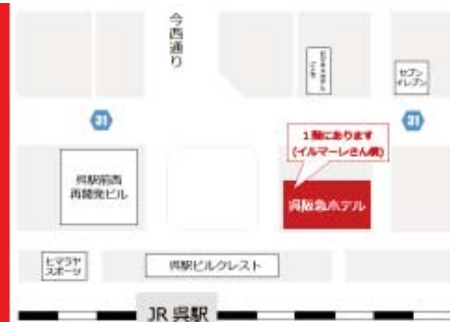 今西通り
セブン
イレブン
31
31
1階にあります
(イルマーレさん横)
呉駅前西
再開発ビル
呉阪急ホテル
ヒマラヤ
スポーツ
呉駅ビルクレスト
JR 呉駅